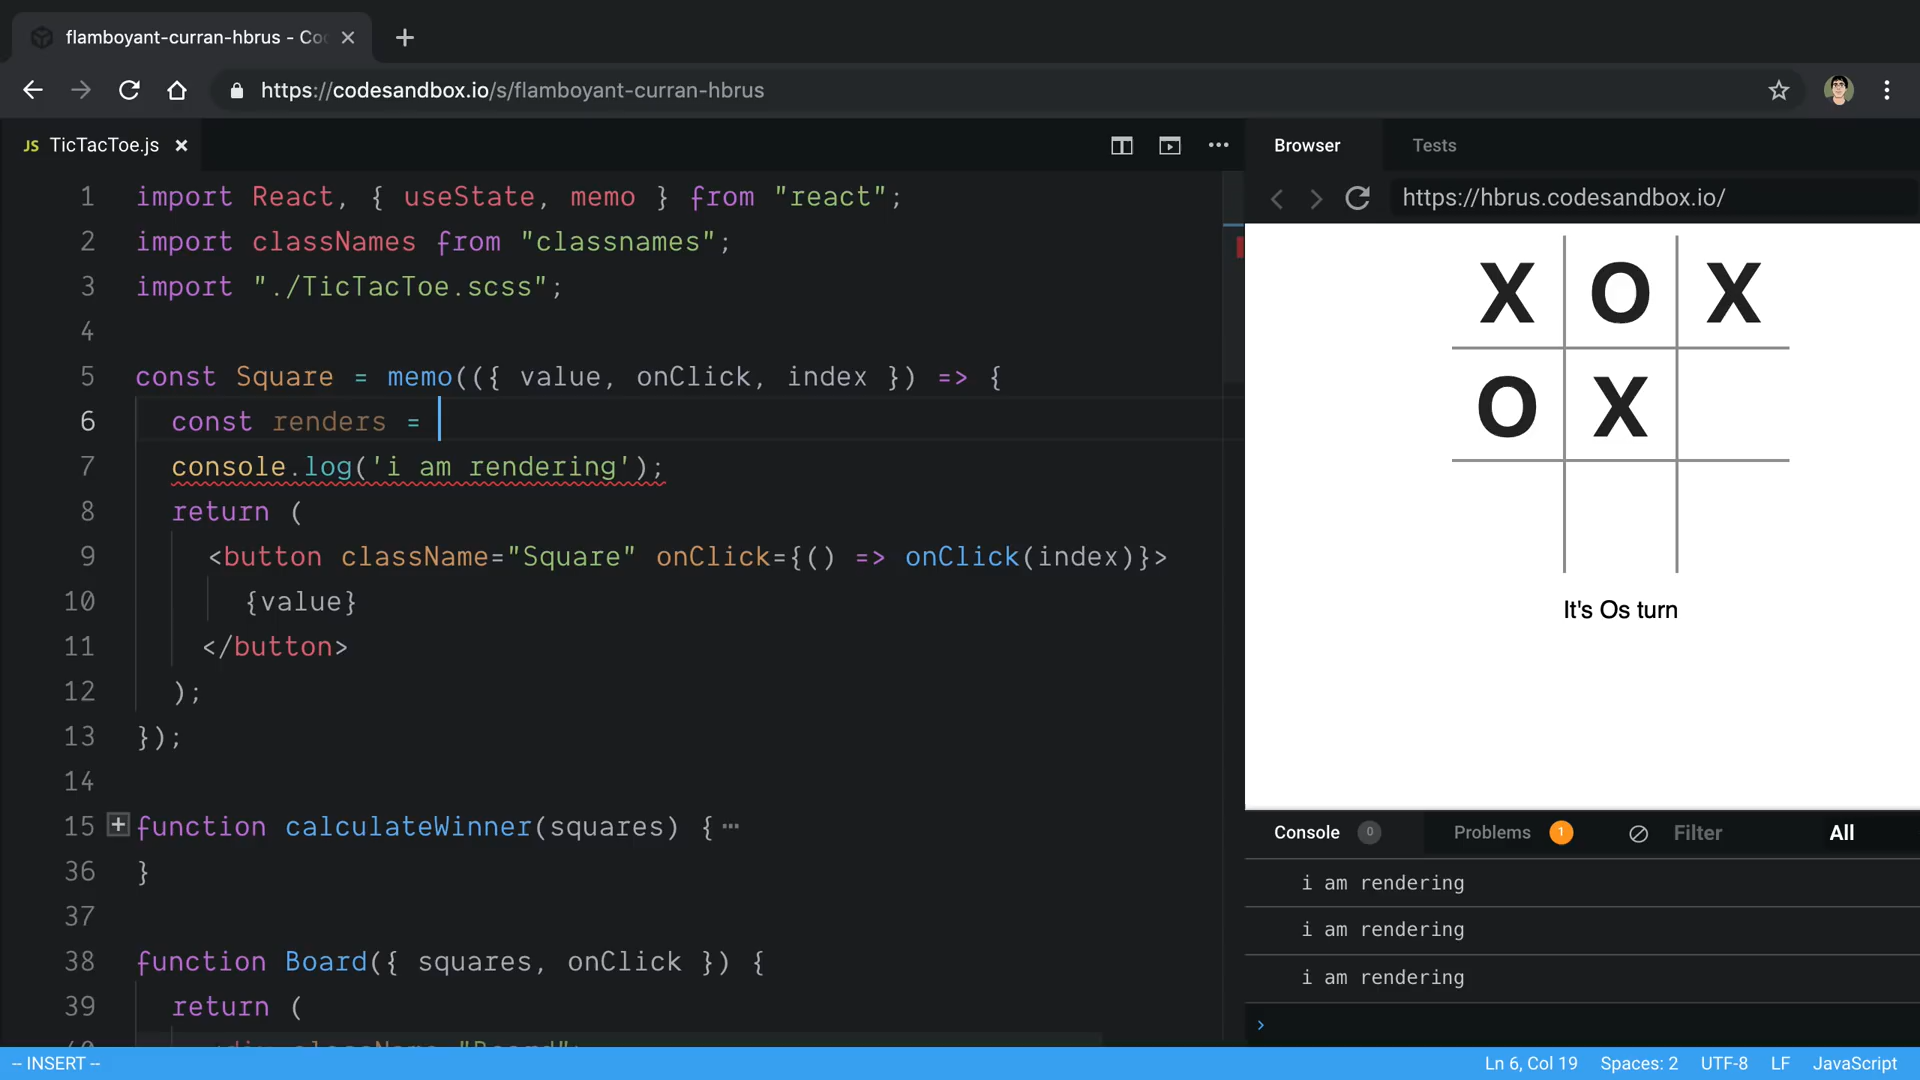 flamboyant-curran-hbrus - Co
https://codesandbox.io/s/flamboyant-curran-hbrus
JS TicTacToe.js
1 import React, { useState, memo } from "react";
2 import classNames from "classnames";
3 import "./TicTacToe.scss";
4
5 const Square = memo(({ value, onClick, index }) => {
6 const renders =
7 console.log('i am rendering');
8 return (
9 <button className="Square" onClick={() => onClick(index)}>
10 {value}
11 </button>
12 );
13 });
14
15 function calculateWinner(squares) {
36 }
37
38 function Board({ squares, onClick }) {
39 return (
-- INSERT --
Browser Tests
https://hbrus.codesandbox.io/
X O X
O X
It's Os turn
Console 0 Problems 1 Filter All
i am rendering
i am rendering
i am rendering
Ln 6, Col 19 Spaces: 2 UTF-8 LF JavaScript